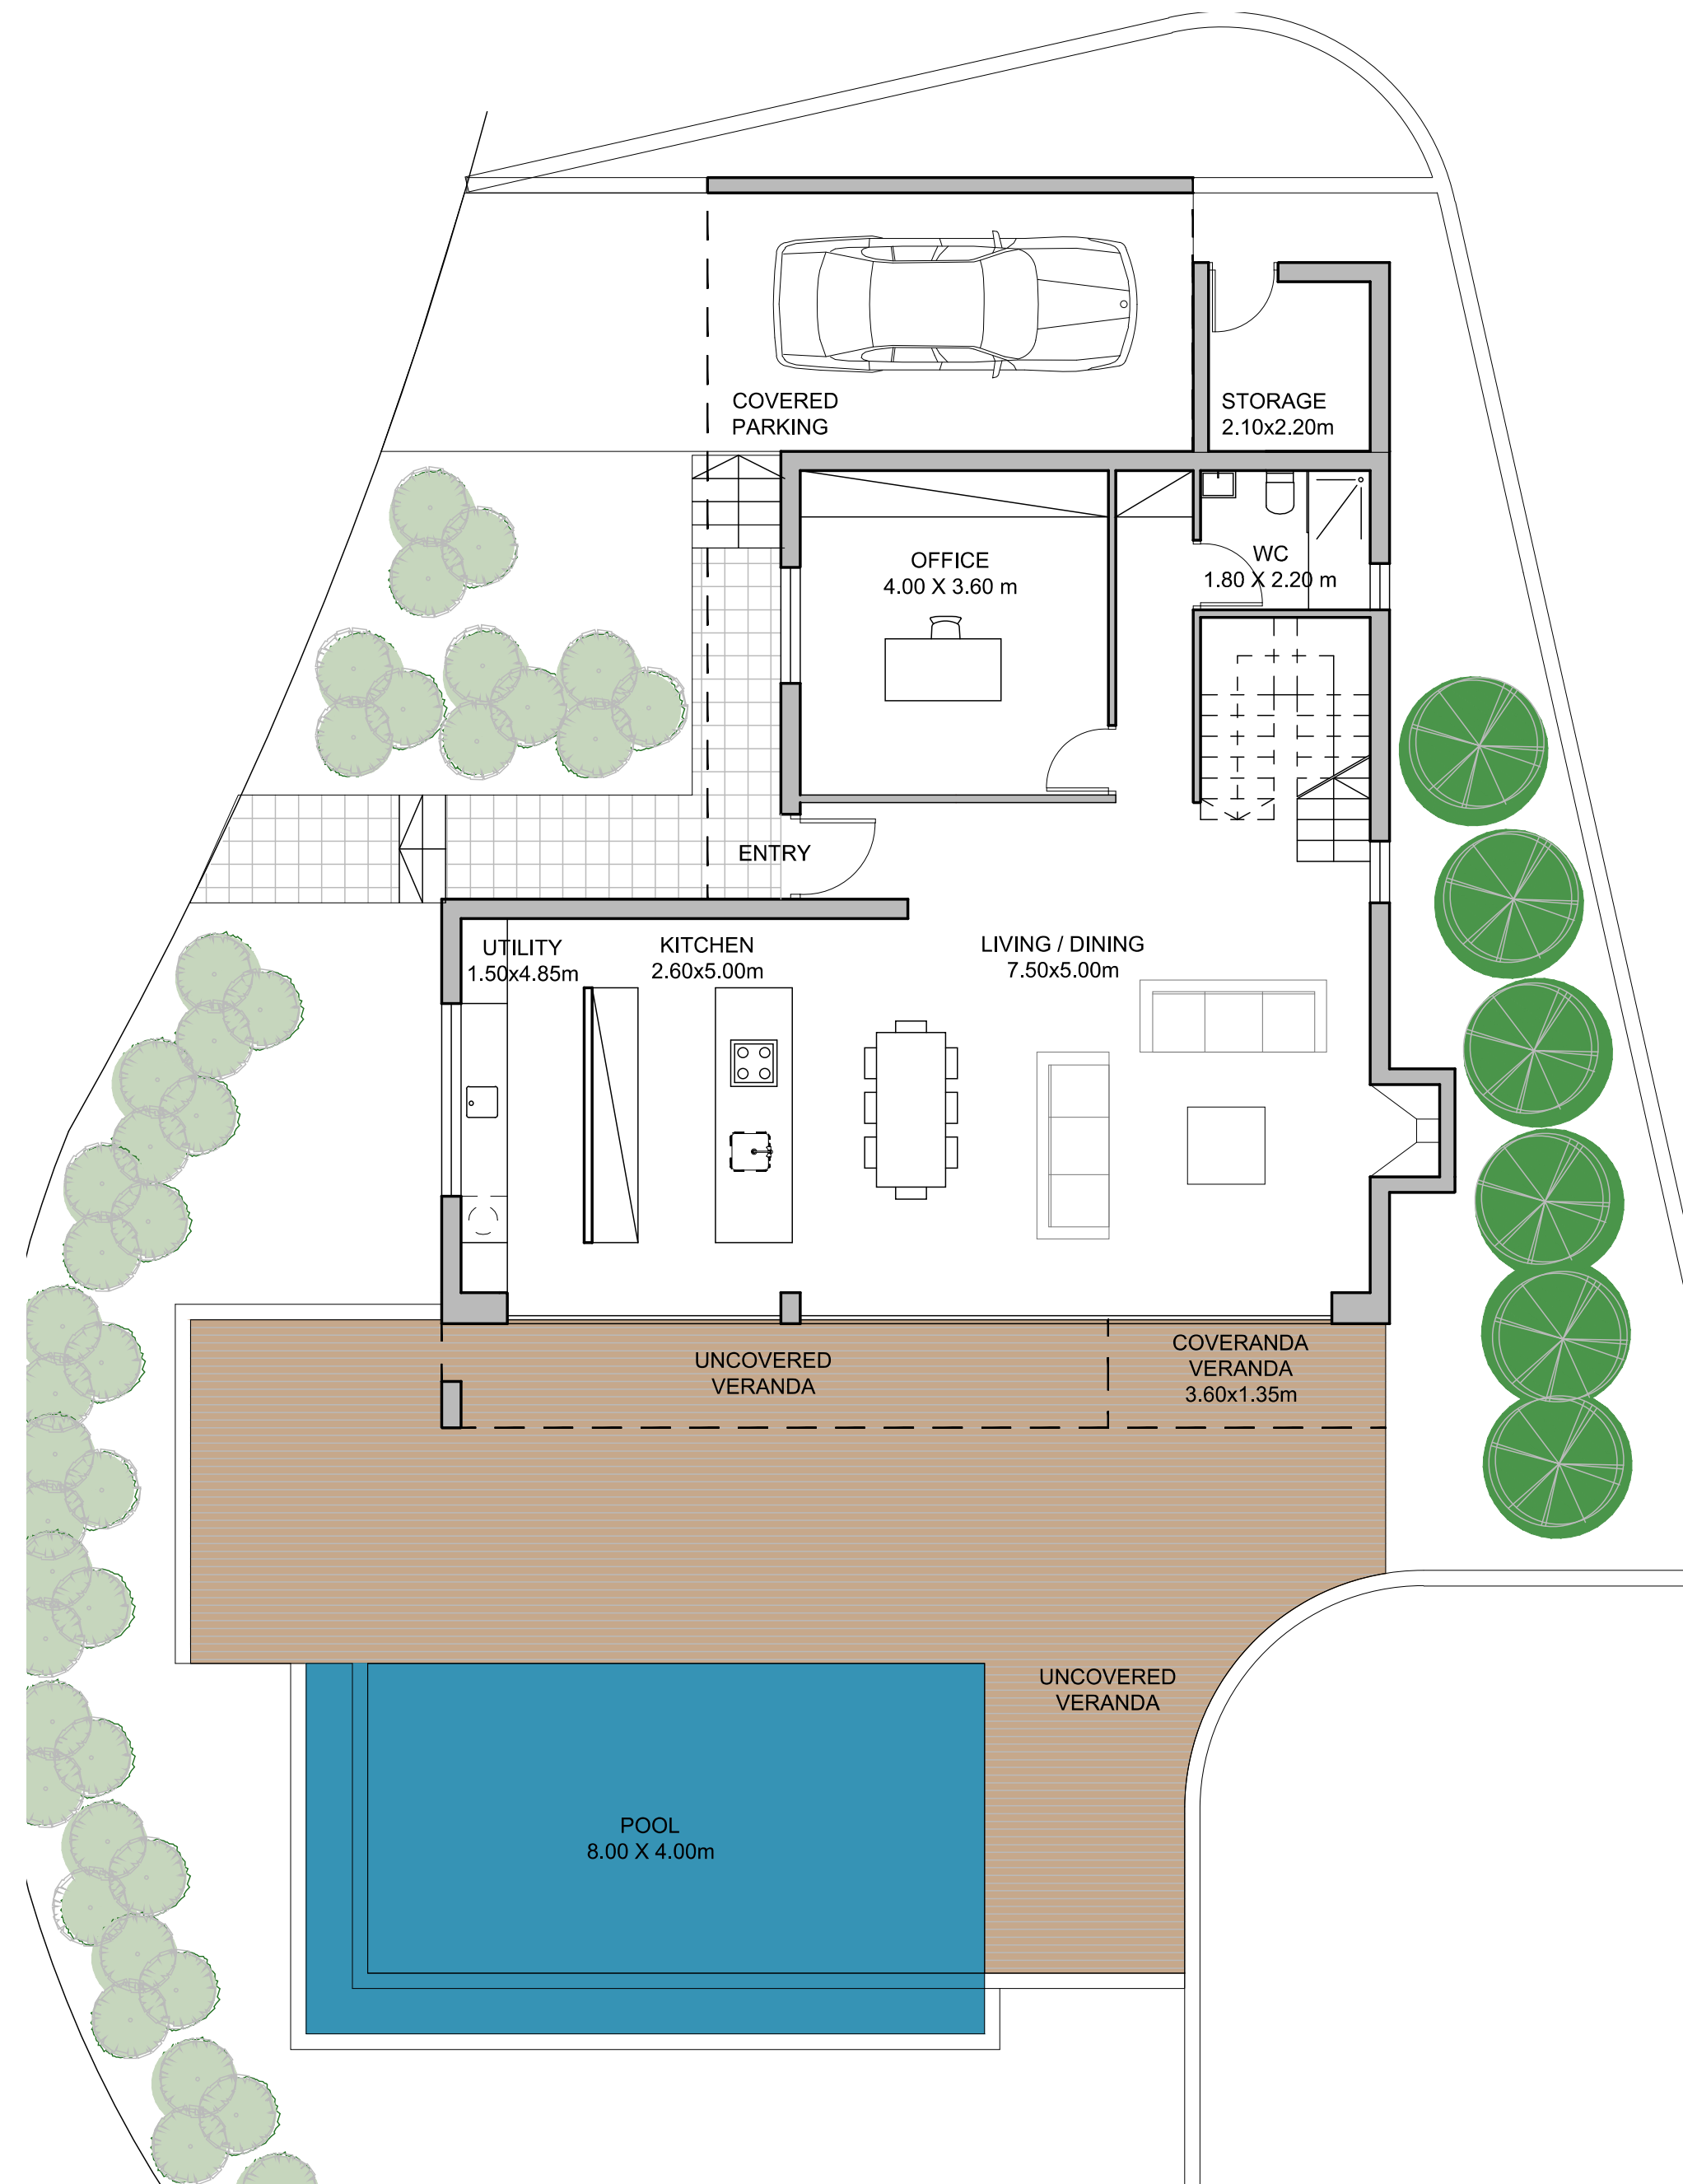 COVERED
PARKING
STORAGE
2.10x2.20m
OFFICE
4.00 X 3.60 m
WC
1.80 X 2.20 m
ENTRY
UTILITY
1.50x4.85m
KITCHEN
2.60x5.00m
LIVING / DINING
7.50x5.00m
UNCOVERED
VERANDA
COVERANDA
VERANDA
3.60x1.35m
UNCOVERED
VERANDA
POOL
8.00 X 4.00m